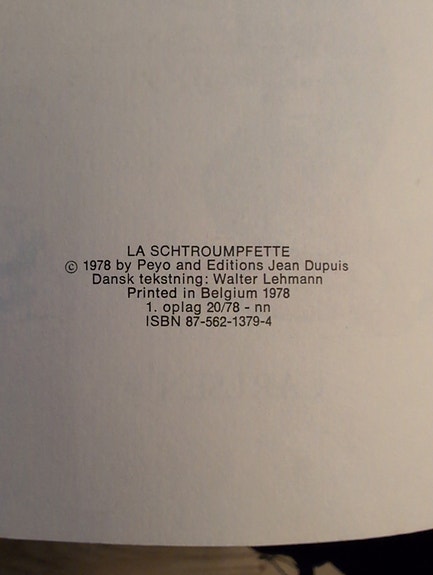 LA SCHTROUMPFETTE
© 1978 by Peyo and Editions Jean Dupuis
Dansk tekstning: Walter Lehmann
Printed in Belgium 1978
1. oplag 20/78 - nn
ISBN 87-562-1379-4